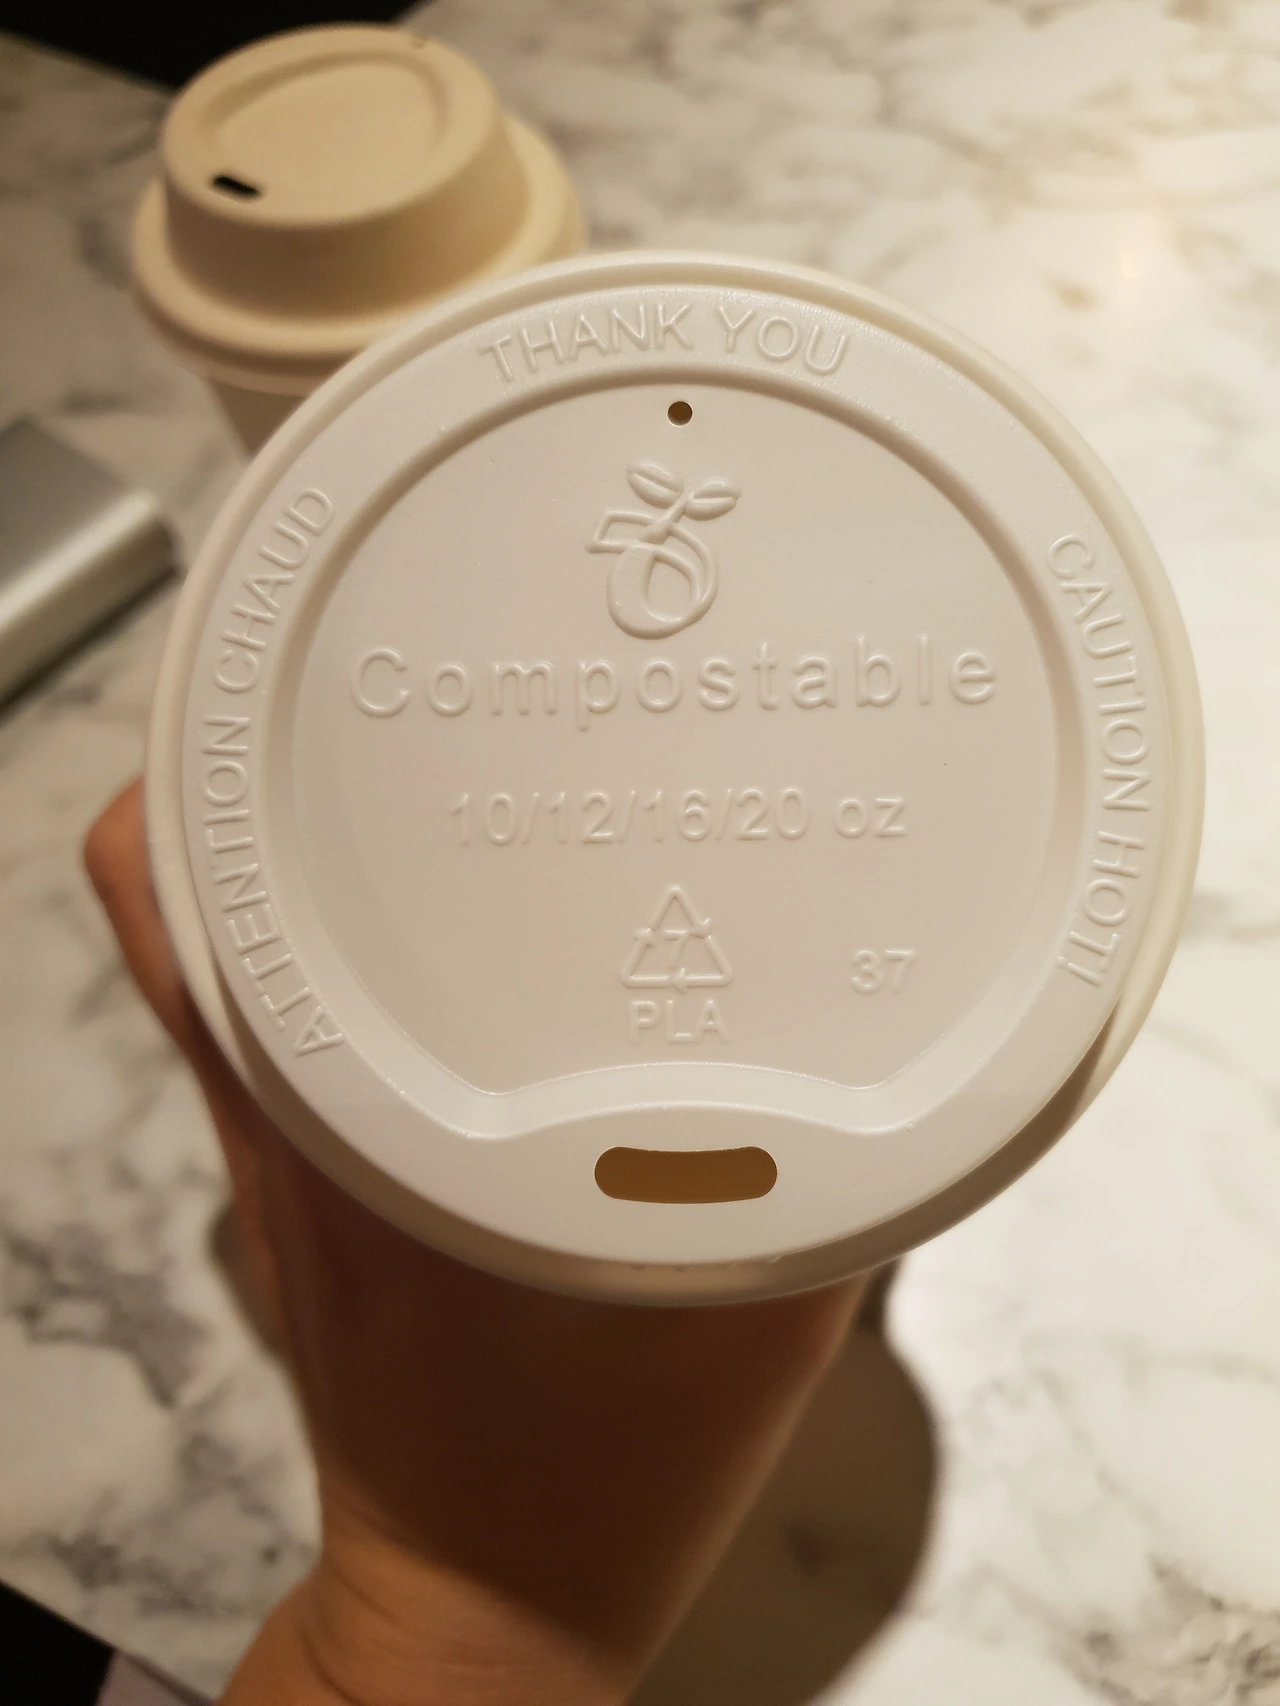 THANK YOU
ATTENTION CHAUD
CAUTION HOT!
Compostable
10/12/16/20 oz
7
PLA
37